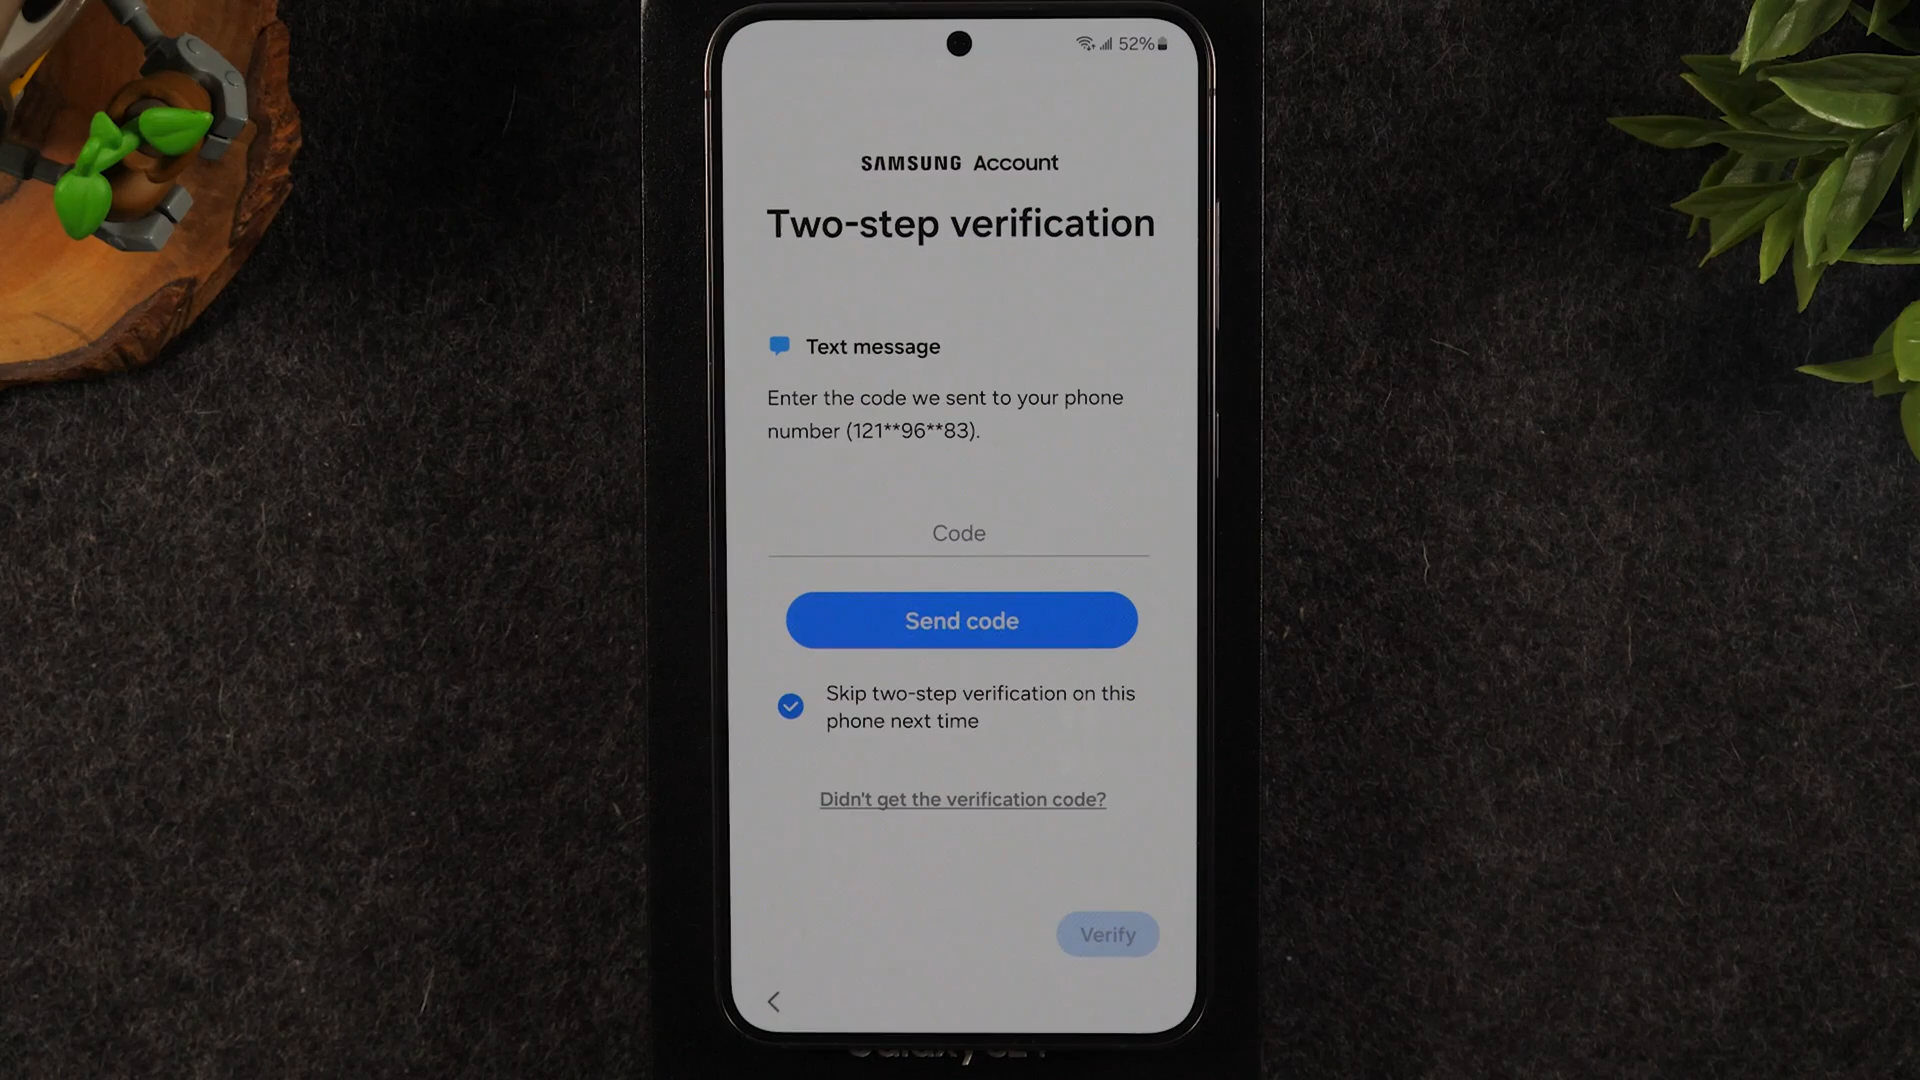 52%
SAMSUNG Account
Two-step verification
Text message
Enter the code we sent to your phone
number (121**96**83).
Code
Send code
Skip two-step verification on this
phone next time
Didn't get the verification code?
Verify